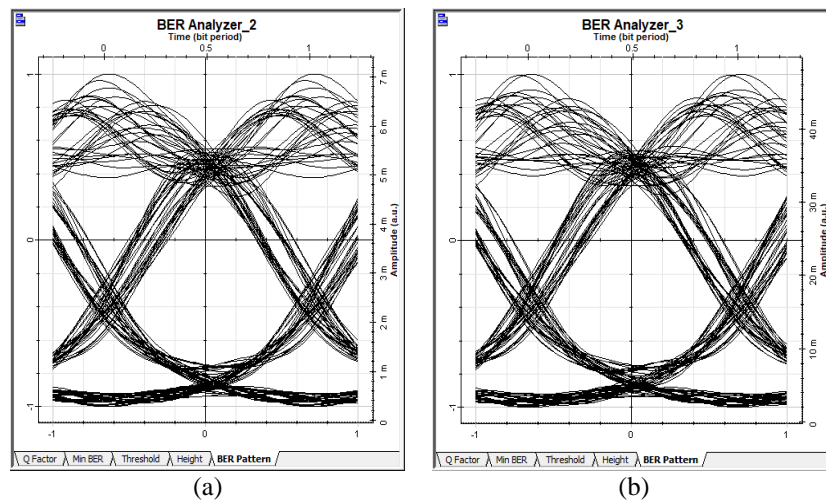 BER Analyzer_2
Time (bit period)
0 0.5 1
1
0
-1
7 m
6 m
5 m
4 m
3 m
2 m
1 m
0
Amplitude (a.u.)
-1 0 1
Q Factor Min BER Threshold Height BER Pattern
(a)
BER Analyzer_3
Time (bit period)
0 0.5 1
1
0
-1
40 m
30 m
20 m
10 m
0
Amplitude (a.u.)
-1 0 1
Q Factor Min BER Threshold Height BER Pattern
(b)